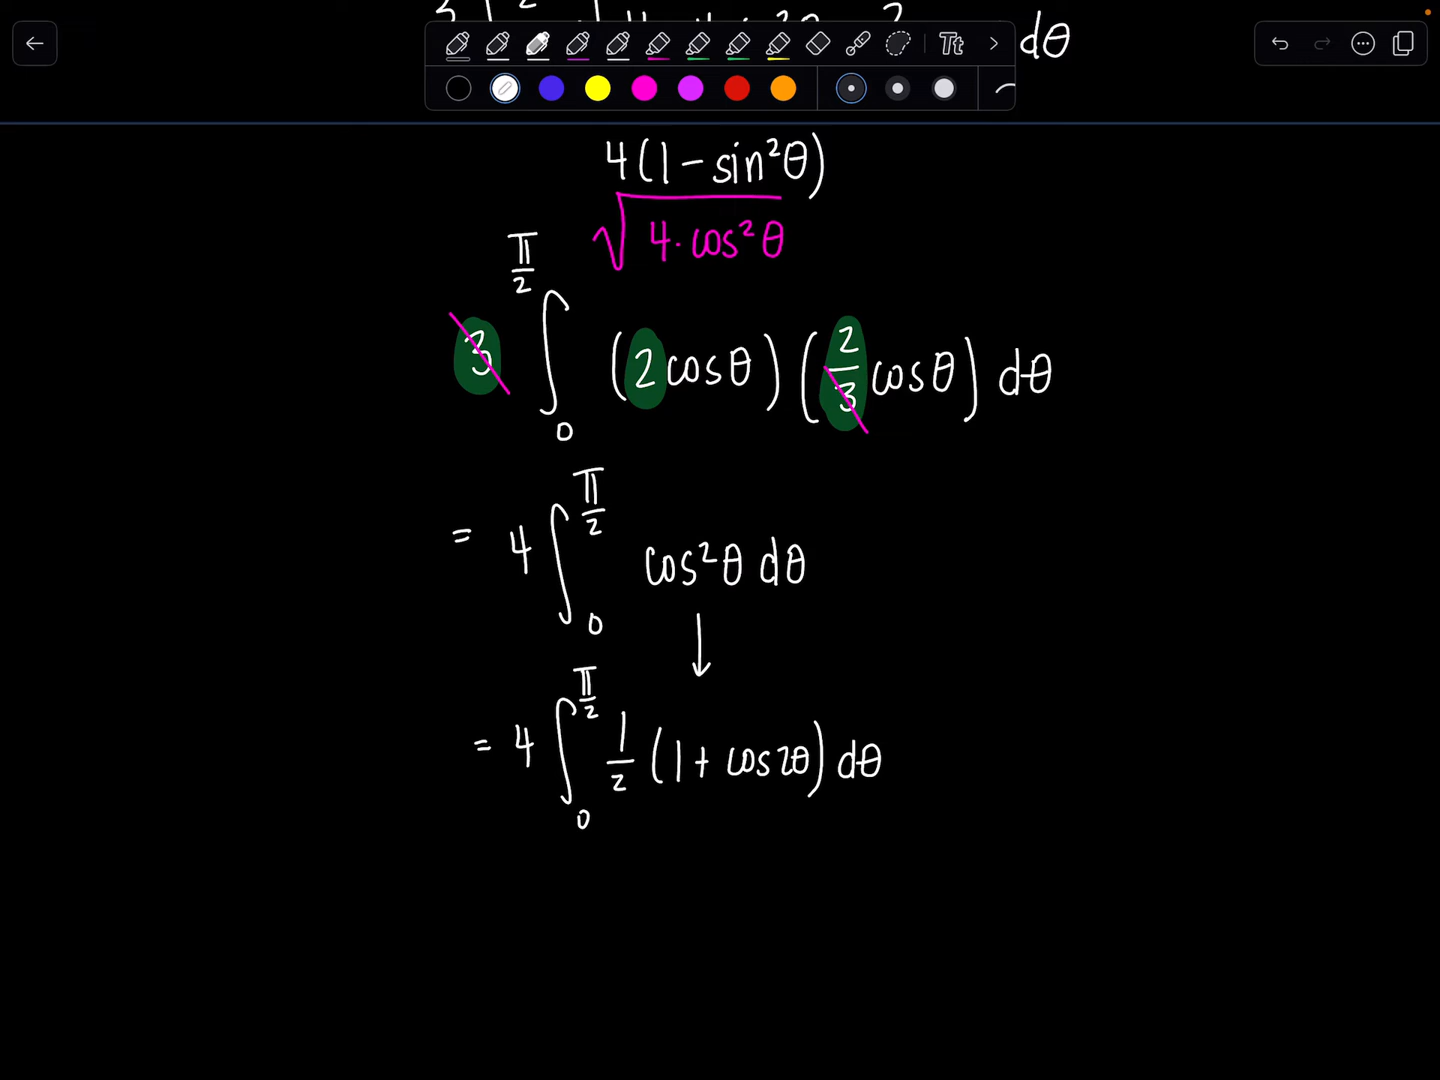 dθ
Tt
4(1 − sin²θ)
√(4·cos²θ)
3 ∫₀^(π/2) (2cosθ)(2/3 cosθ) dθ
= 4 ∫₀^(π/2) cos²θ dθ
↓
= 4 ∫₀^(π/2) 1/2 (1 + cos2θ) dθ